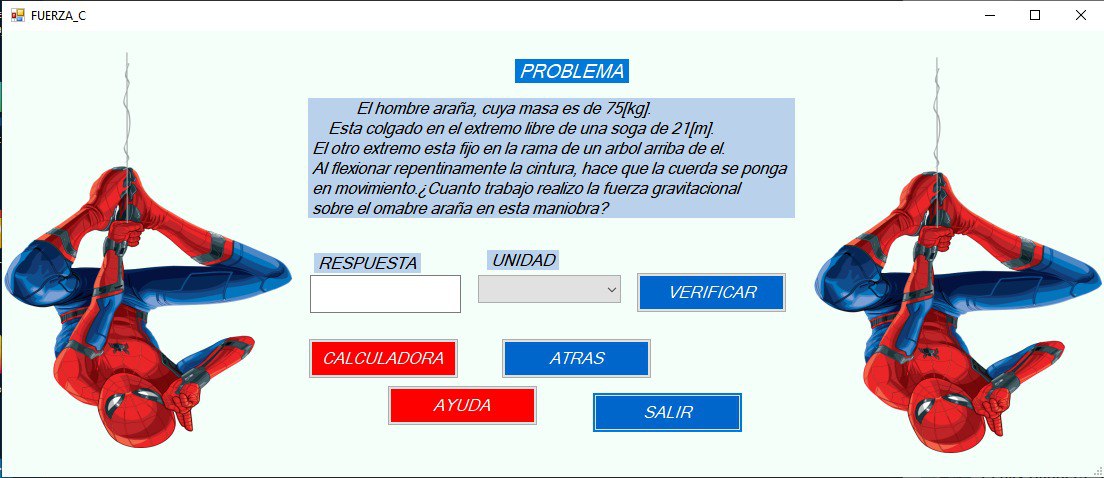 FUERZA_C
PROBLEMA
El hombre araña, cuya masa es de 75[kg].
Esta colgado en el extremo libre de una soga de 21[m].
El otro extremo esta fijo en la rama de un arbol arriba de el.
Al flexionar repentinamente la cintura, hace que la cuerda se ponga
en movimiento.¿Cuanto trabajo realizo la fuerza gravitacional
sobre el omabre araña en esta maniobra?
RESPUESTA
UNIDAD
VERIFICAR
CALCULADORA
ATRAS
AYUDA
SALIR